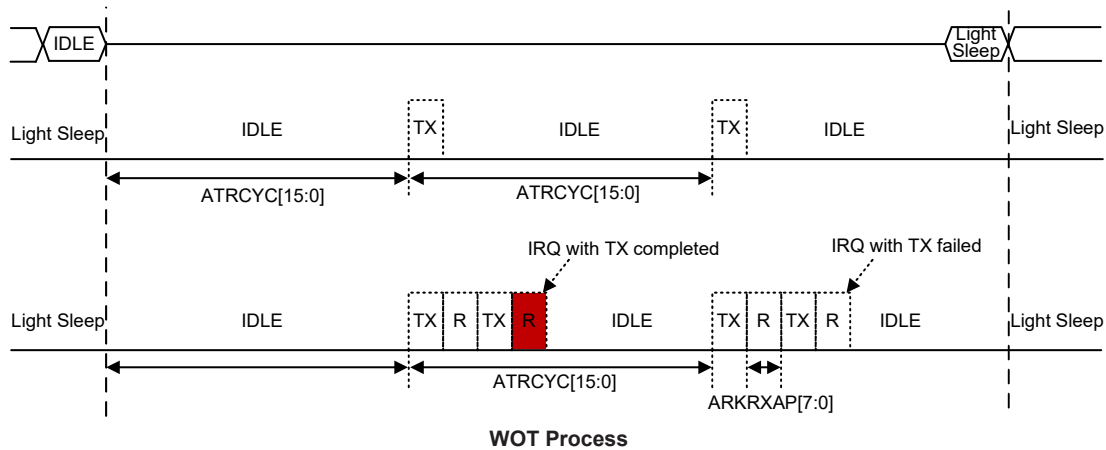 IDLE
Light
Sleep
Light Sleep IDLE TX IDLE TX IDLE Light Sleep
ATRCYC[15:0] ATRCYC[15:0]
IRQ with TX completed IRQ with TX failed
Light Sleep IDLE TX R TX R IDLE TX R TX R IDLE Light Sleep
ATRCYC[15:0]
ARKRXAP[7:0]
WOT Process